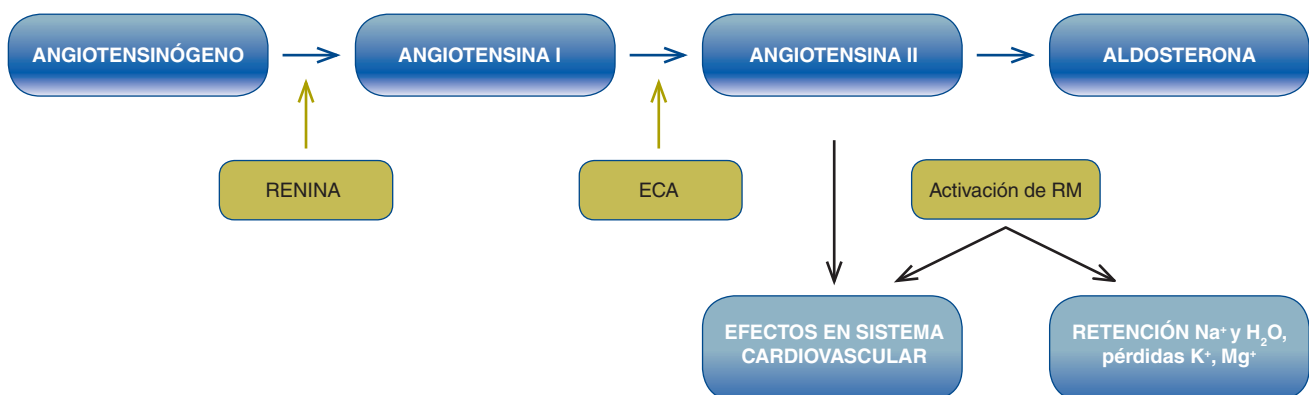 ANGIOTENSINÓGENO
ANGIOTENSINA I
ANGIOTENSINA II
ALDOSTERONA
RENINA
ECA
Activación de RM
EFECTOS EN SISTEMA
CARDIOVASCULAR
RETENCIÓN Na⁺ y H₂O,
pérdidas K⁺, Mg⁺